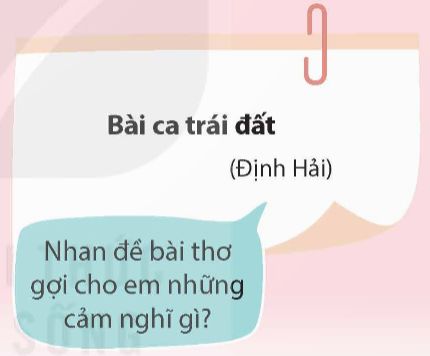 Bài ca trái đất
(Định Hải)
Nhan đề bài thơ
gợi cho em những
cảm nghĩ gì?